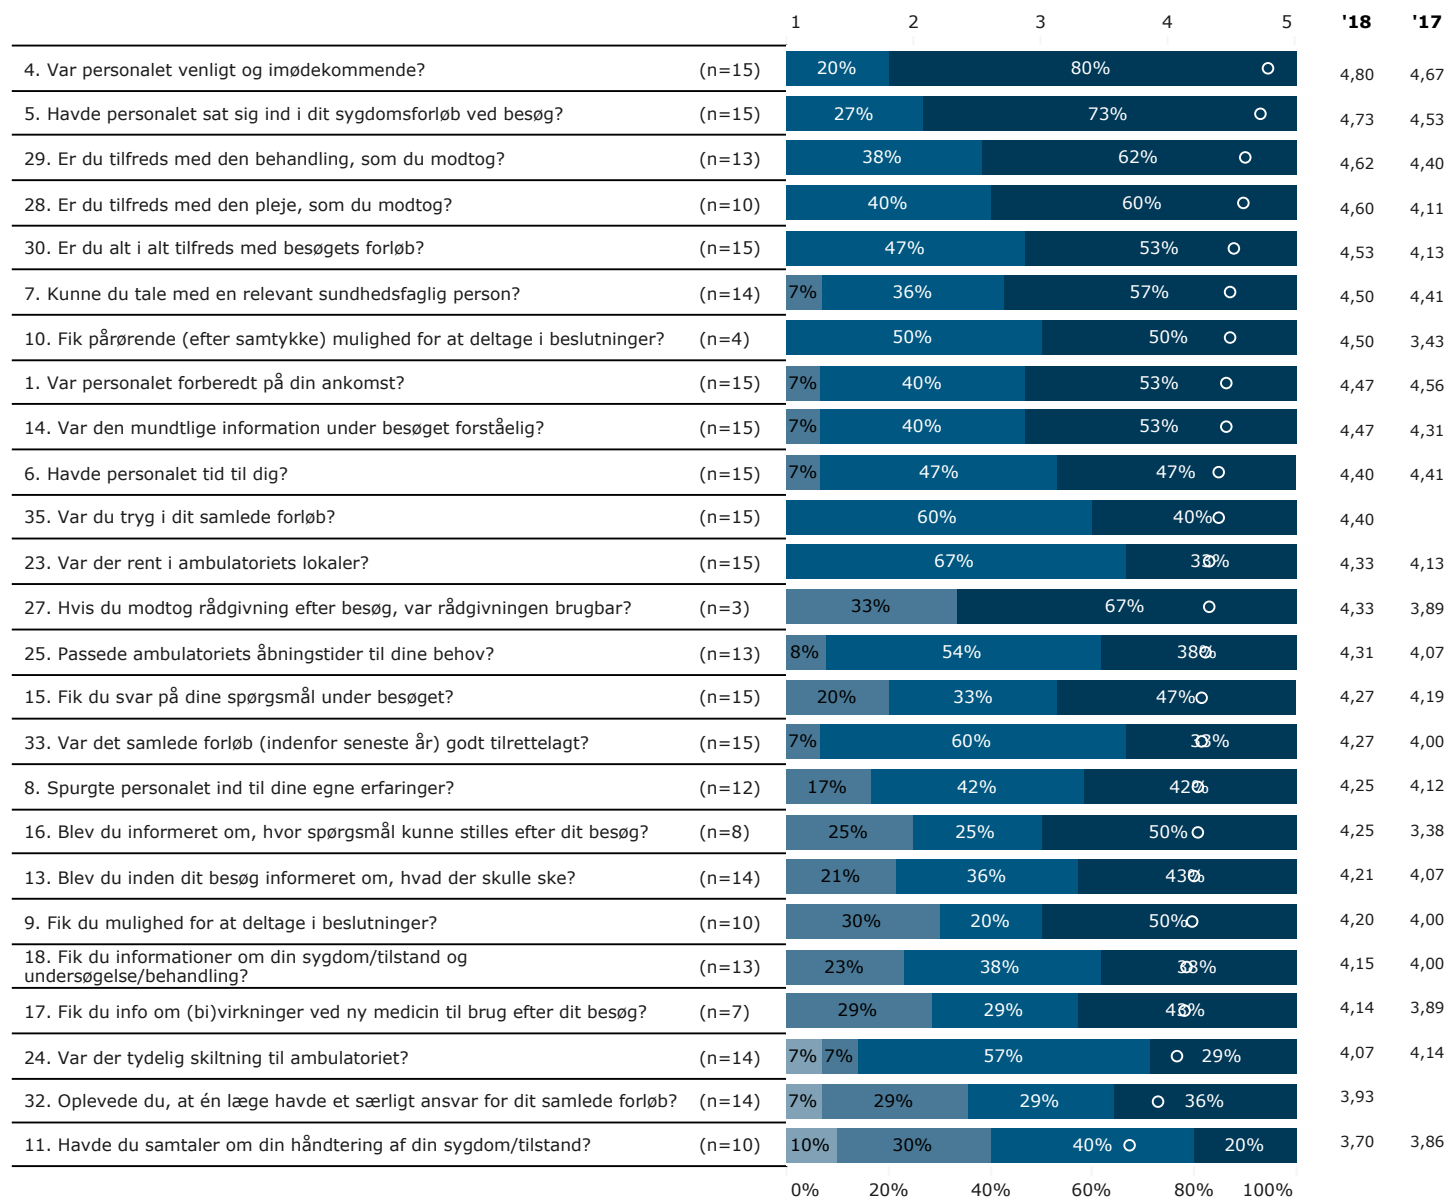 1 2 3 4 5 '18 '17
4. Var personalet venligt og imødekommende? (n=15) 20% 80% 4,80 4,67
5. Havde personalet sat sig ind i dit sygdomsforløb ved besøg? (n=15) 27% 73% 4,73 4,53
29. Er du tilfreds med den behandling, som du modtog? (n=13) 38% 62% 4,62 4,40
28. Er du tilfreds med den pleje, som du modtog? (n=10) 40% 60% 4,60 4,11
30. Er du alt i alt tilfreds med besøgets forløb? (n=15) 47% 53% 4,53 4,13
7. Kunne du tale med en relevant sundhedsfaglig person? (n=14) 7% 36% 57% 4,50 4,41
10. Fik pårørende (efter samtykke) mulighed for at deltage i beslutninger? (n=4) 50% 50% 4,50 3,43
1. Var personalet forberedt på din ankomst? (n=15) 7% 40% 53% 4,47 4,56
14. Var den mundtlige information under besøget forståelig? (n=15) 7% 40% 53% 4,47 4,31
6. Havde personalet tid til dig? (n=15) 7% 47% 47% 4,40 4,41
35. Var du tryg i dit samlede forløb? (n=15) 60% 40% 4,40
23. Var der rent i ambulatoriets lokaler? (n=15) 67% 33% 4,33 4,13
27. Hvis du modtog rådgivning efter besøg, var rådgivningen brugbar? (n=3) 33% 67% 4,33 3,89
25. Passede ambulatoriets åbningstider til dine behov? (n=13) 8% 54% 38% 4,31 4,07
15. Fik du svar på dine spørgsmål under besøget? (n=15) 20% 33% 47% 4,27 4,19
33. Var det samlede forløb (indenfor seneste år) godt tilrettelagt? (n=15) 7% 60% 33% 4,27 4,00
8. Spurgte personalet ind til dine egne erfaringer? (n=12) 17% 42% 42% 4,25 4,12
16. Blev du informeret om, hvor spørgsmål kunne stilles efter dit besøg? (n=8) 25% 25% 50% 4,25 3,38
13. Blev du inden dit besøg informeret om, hvad der skulle ske? (n=14) 21% 36% 43% 4,21 4,07
9. Fik du mulighed for at deltage i beslutninger? (n=10) 30% 20% 50% 4,20 4,00
18. Fik du informationer om din sygdom/tilstand og
undersøgelse/behandling? (n=13) 23% 38% 38% 4,15 4,00
17. Fik du info om (bi)virkninger ved ny medicin til brug efter dit besøg? (n=7) 29% 29% 43% 4,14 3,89
24. Var der tydelig skiltning til ambulatoriet? (n=14) 7% 7% 57% 29% 4,07 4,14
32. Oplevede du, at én læge havde et særligt ansvar for dit samlede forløb? (n=14) 7% 29% 29% 36% 3,93
11. Havde du samtaler om din håndtering af din sygdom/tilstand? (n=10) 10% 30% 40% 20% 3,70 3,86
0% 20% 40% 60% 80% 100%